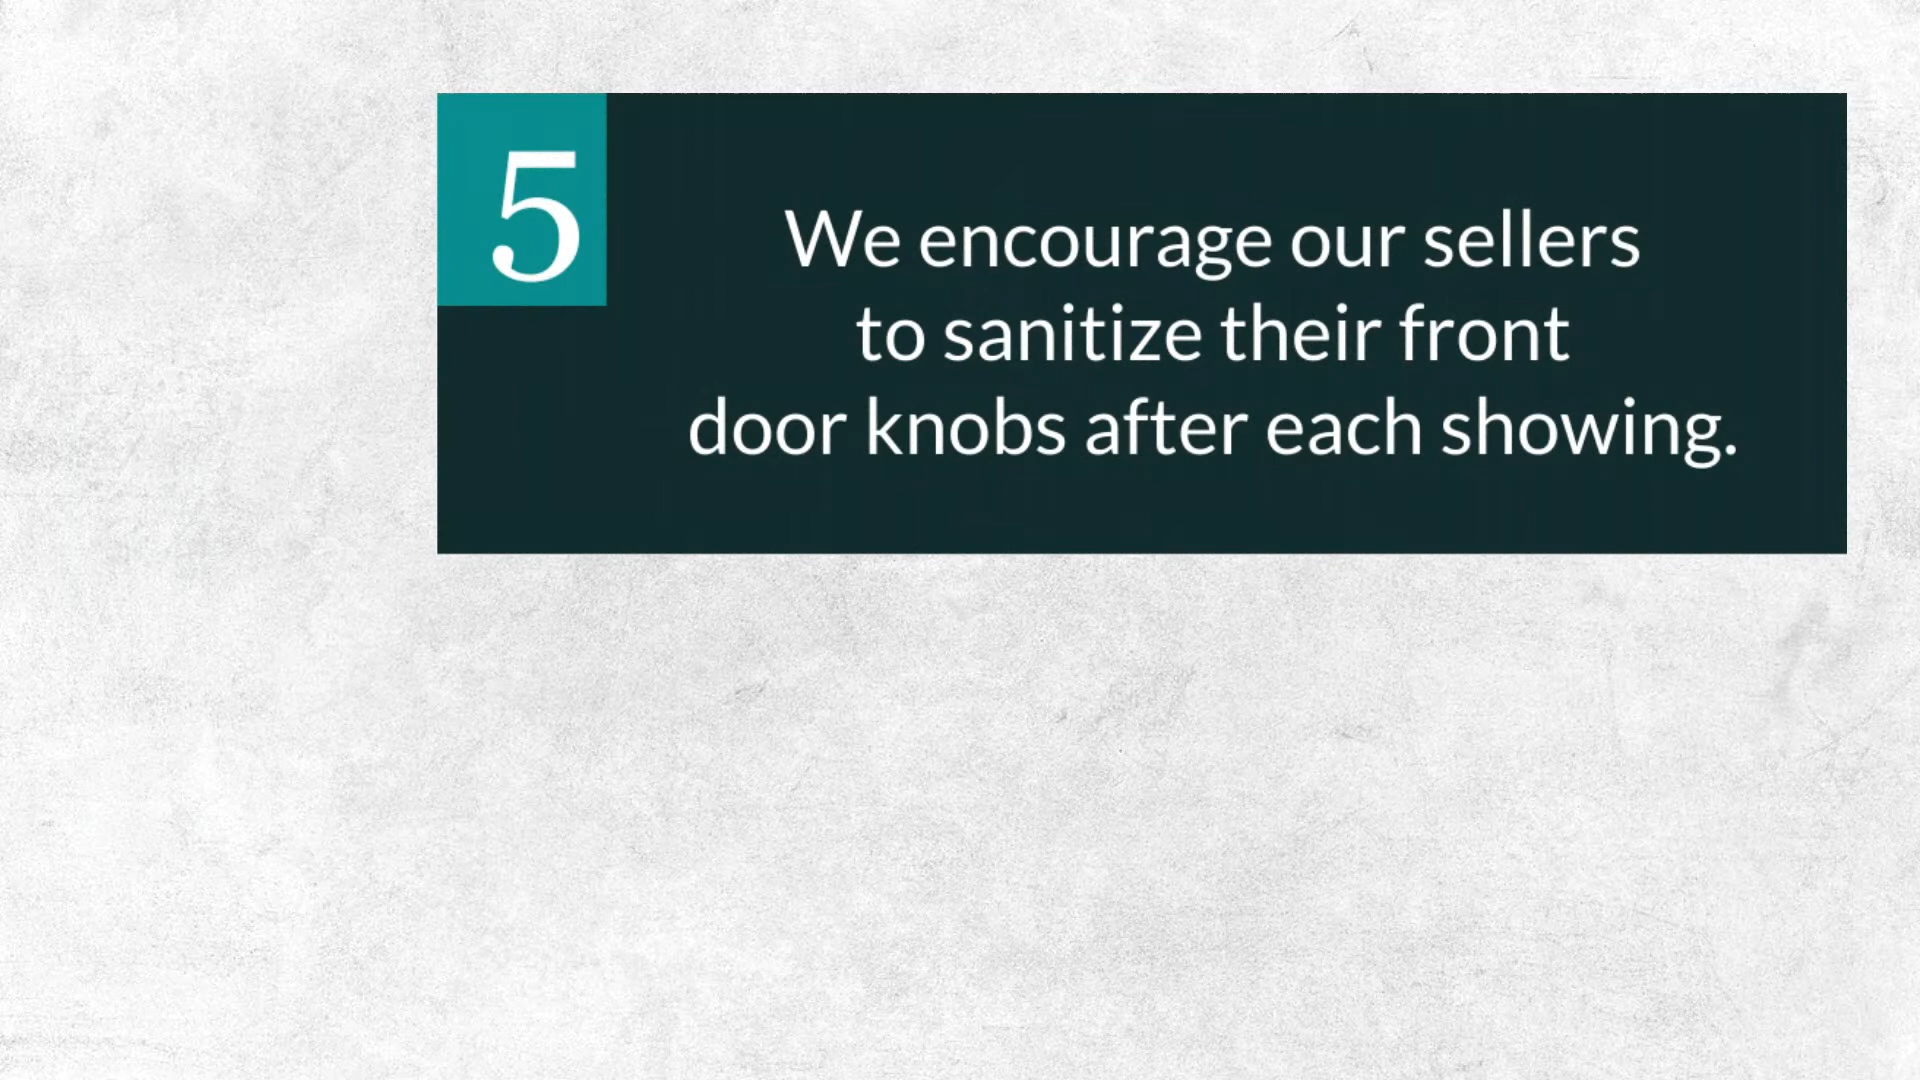 5
We encourage our sellers
to sanitize their front
door knobs after each showing.